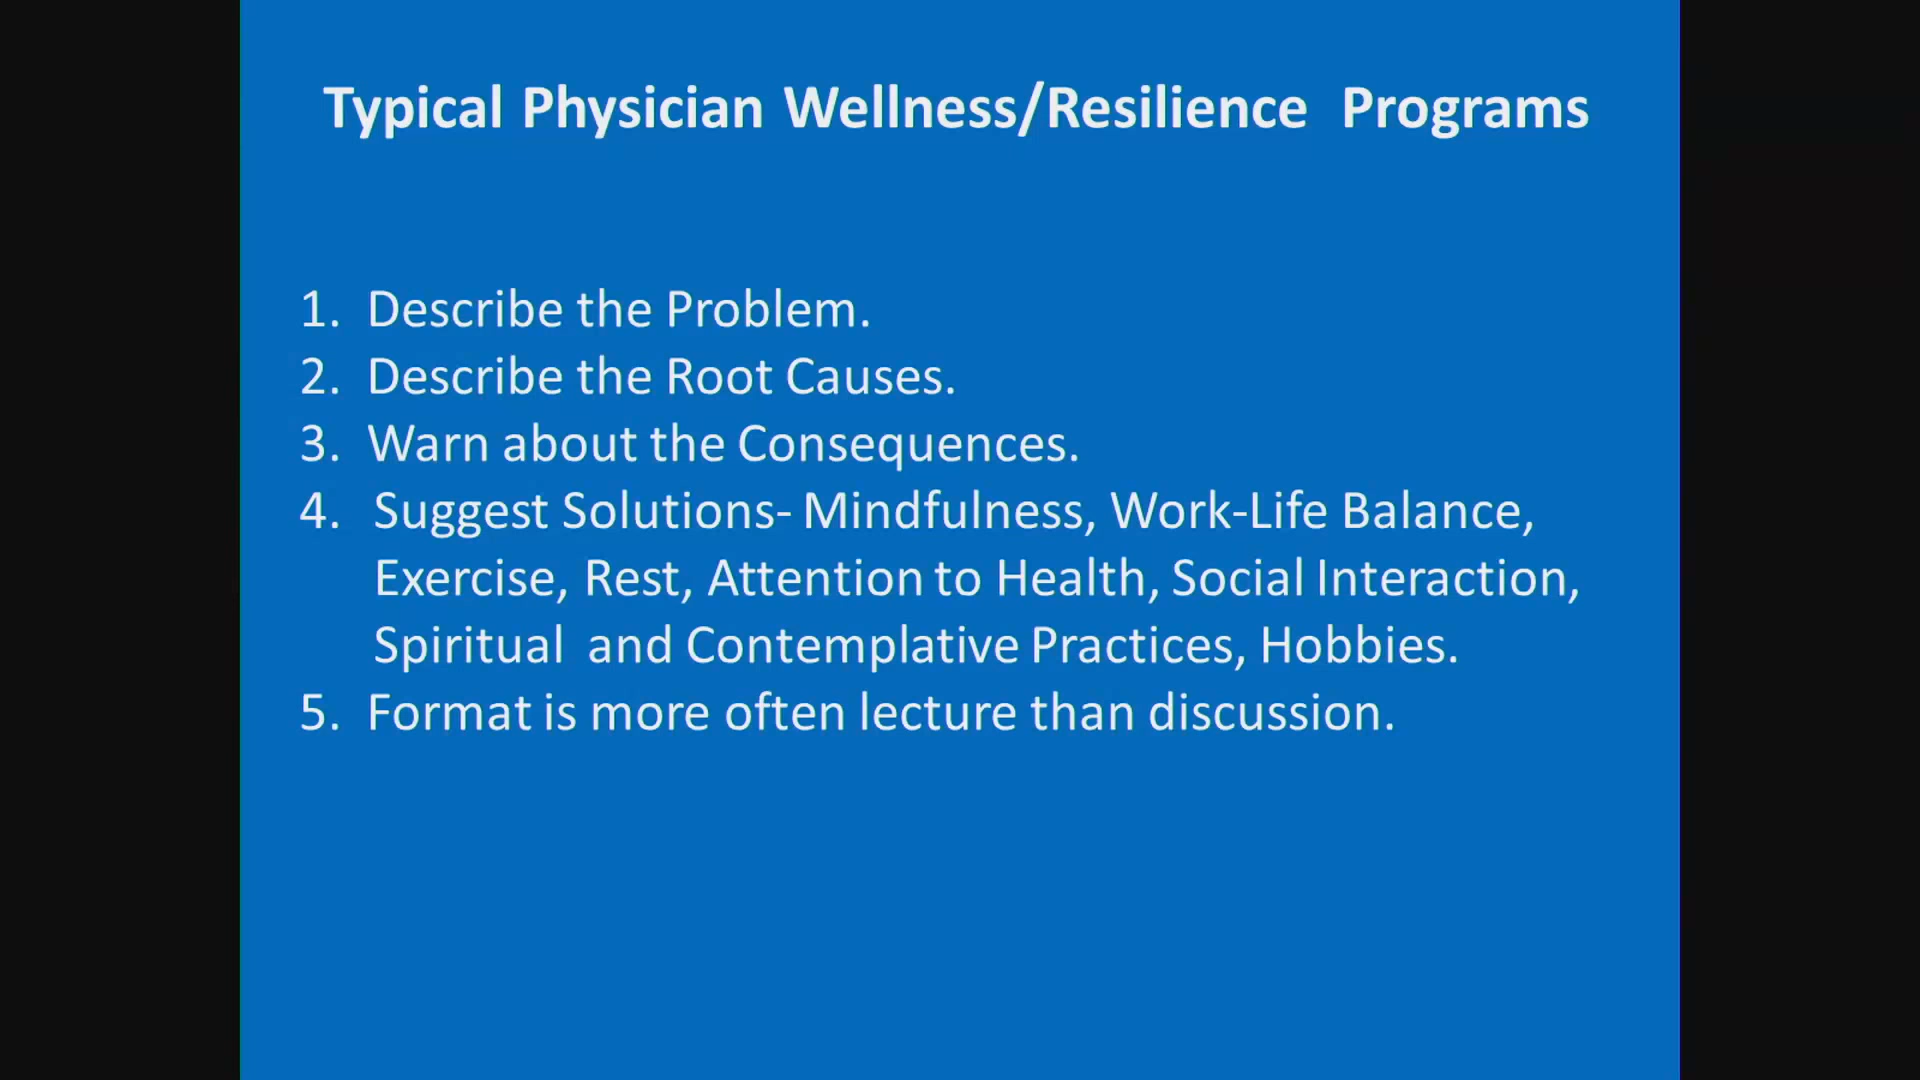 Typical Physician Wellness/Resilience Programs
1. Describe the Problem.
2. Describe the Root Causes.
3. Warn about the Consequences.
4. Suggest Solutions- Mindfulness, Work-Life Balance,
Exercise, Rest, Attention to Health, Social Interaction,
Spiritual and Contemplative Practices, Hobbies.
5. Format is more often lecture than discussion.